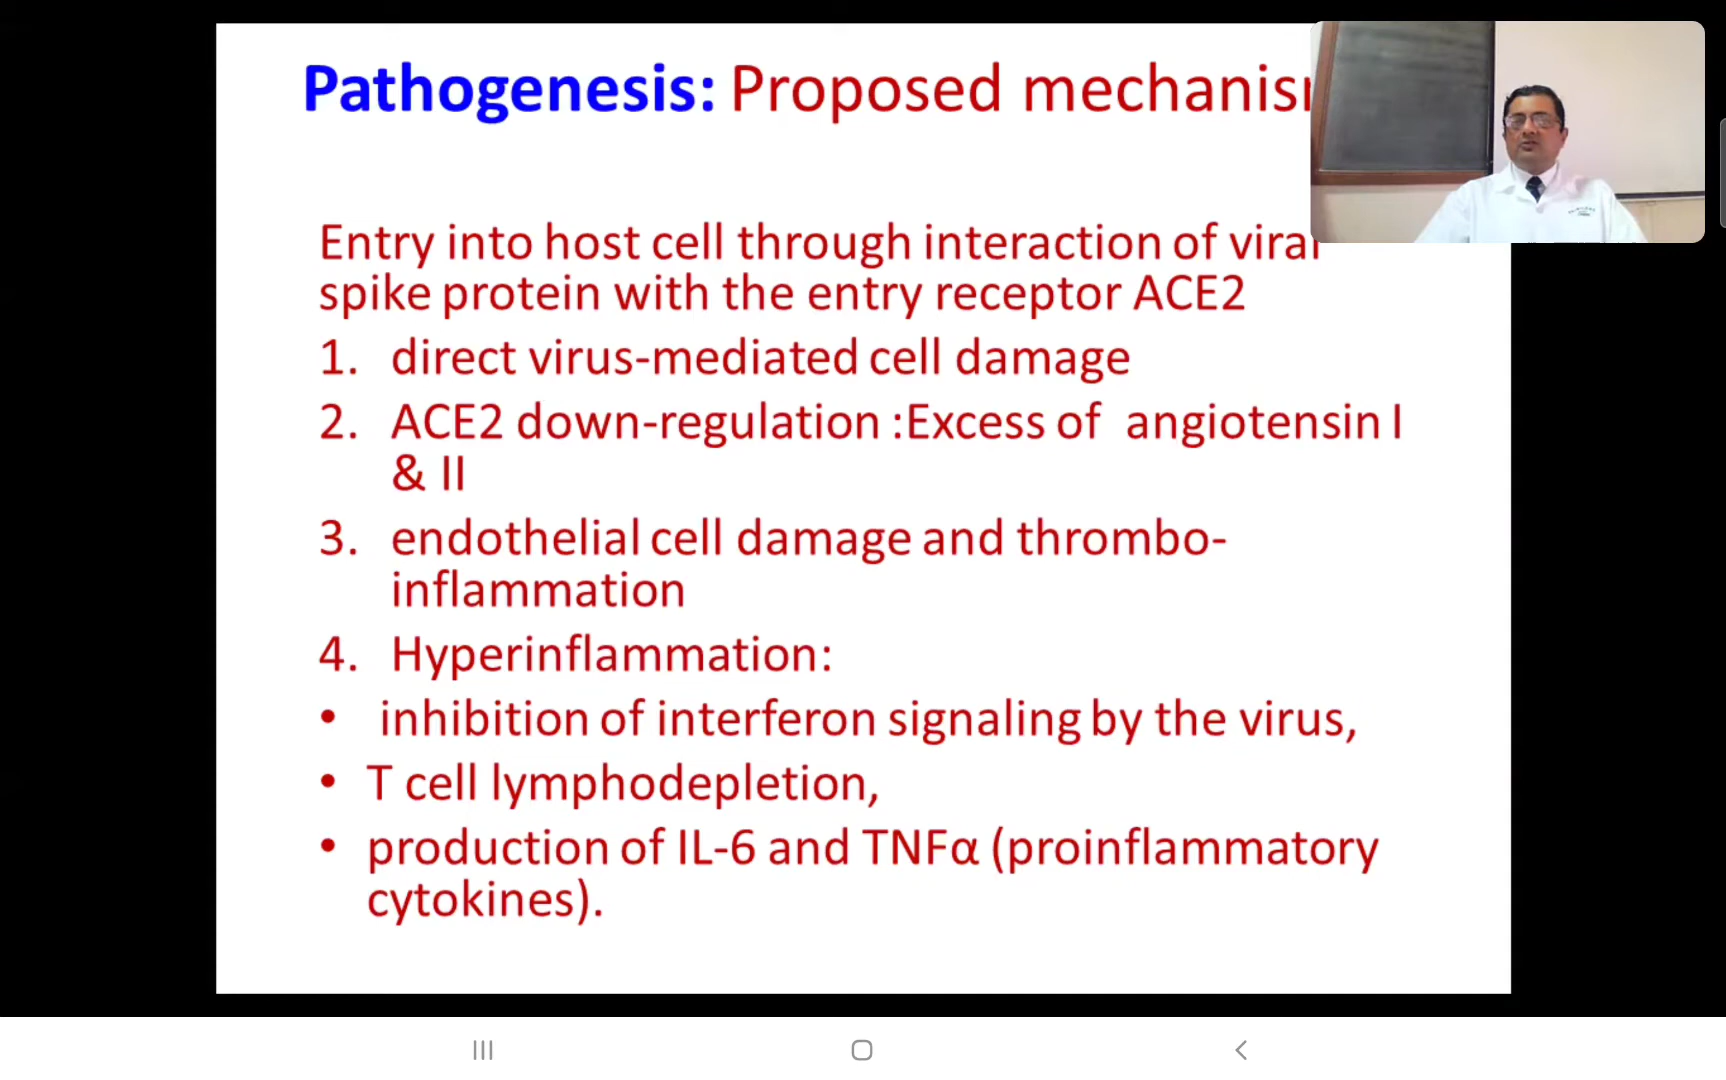 Pathogenesis: Proposed mechanis
Entry into host cell through interaction of viral
spike protein with the entry receptor ACE2
1. direct virus-mediated cell damage
2. ACE2 down-regulation :Excess of angiotensin I
& II
3. endothelial cell damage and thrombo-
inflammation
4. Hyperinflammation:
• inhibition of interferon signaling by the virus,
• T cell lymphodepletion,
• production of IL-6 and TNFα (proinflammatory
cytokines).